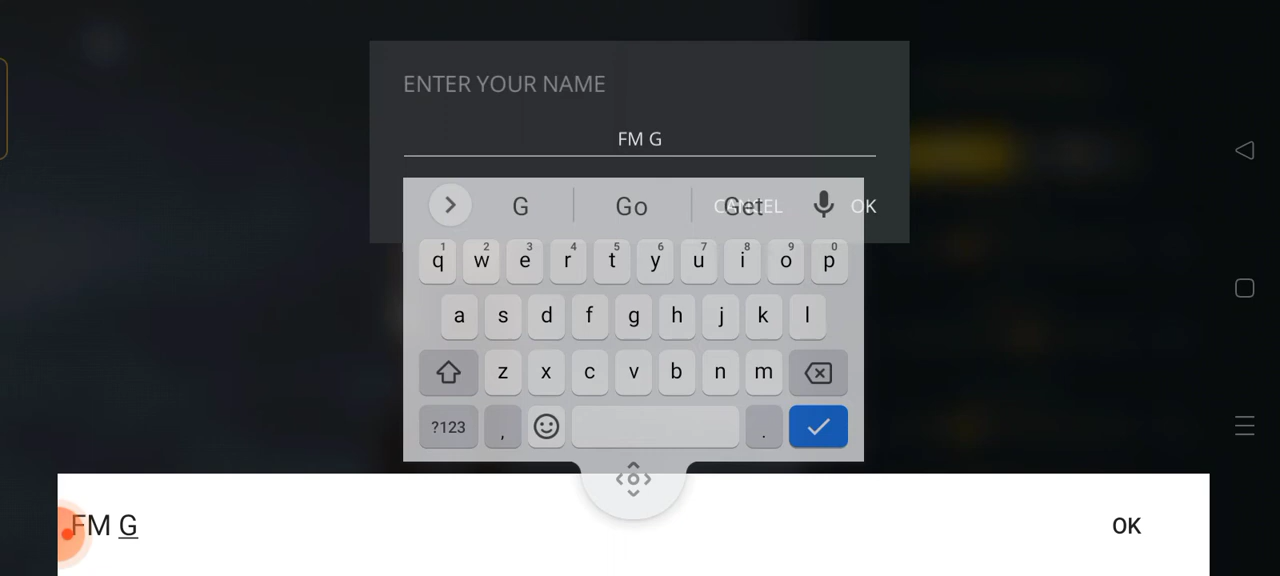 ENTER YOUR NAME
FM G
CANCEL OK
G Go Get
1 2 3 4 5 6 7 8 9 0
q w e r t y u i o p
a s d f g h j k l
z x c v b n m
?123 , .
FM G OK